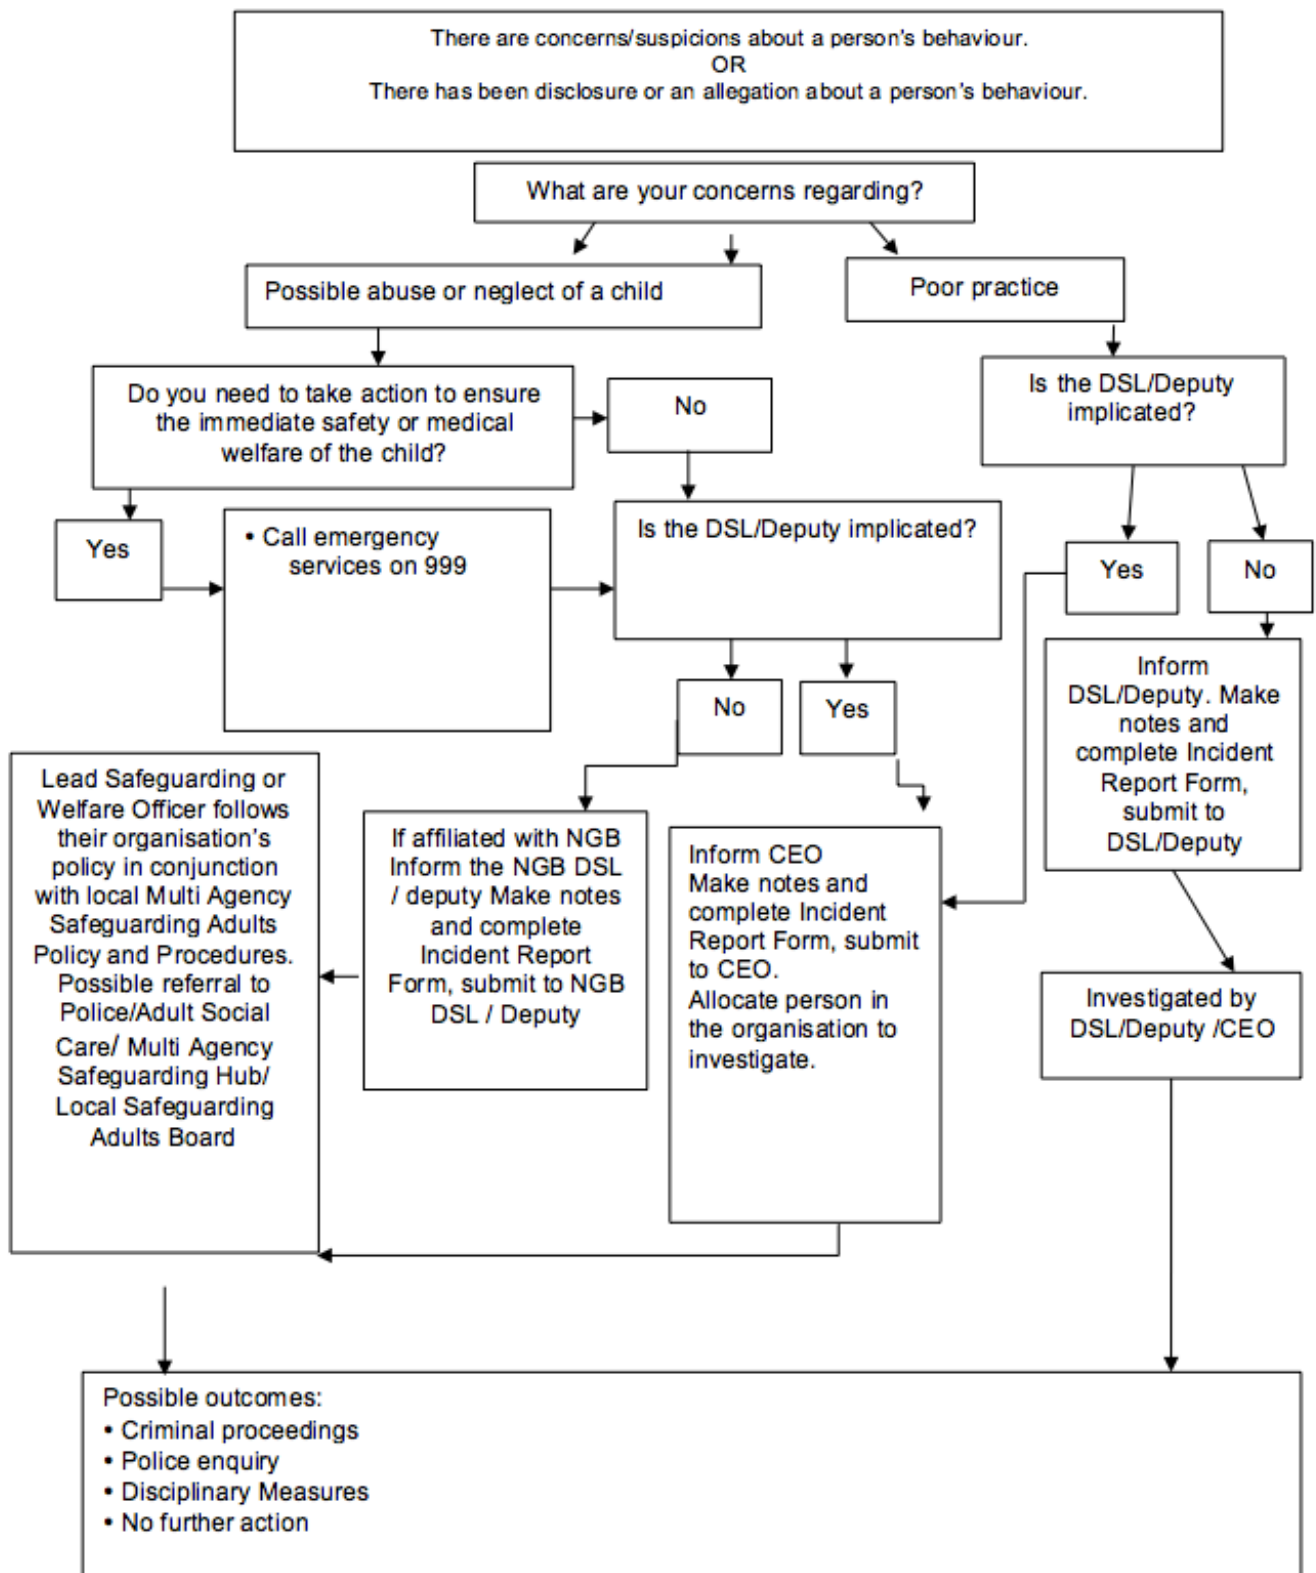 There are concerns/suspicions about a person's behaviour.
OR
There has been disclosure or an allegation about a person's behaviour.
What are your concerns regarding?
Possible abuse or neglect of a child
Poor practice
Do you need to take action to ensure
the immediate safety or medical
welfare of the child?
No
Is the DSL/Deputy
implicated?
Yes
• Call emergency
services on 999
Is the DSL/Deputy implicated?
Yes
No
No
Yes
Inform
DSL/Deputy. Make
notes and
complete Incident
Report Form,
submit to
DSL/Deputy
Lead Safeguarding or
Welfare Officer follows
their organisation's
policy in conjunction
with local Multi Agency
Safeguarding Adults
Policy and Procedures.
Possible referral to
Police/Adult Social
Care/ Multi Agency
Safeguarding Hub/
Local Safeguarding
Adults Board
If affiliated with NGB
Inform the NGB DSL
/ deputy Make notes
and complete
Incident Report
Form, submit to NGB
DSL / Deputy
Inform CEO
Make notes and
complete Incident
Report Form, submit
to CEO.
Allocate person in
the organisation to
investigate.
Investigated by
DSL/Deputy /CEO
Possible outcomes:
• Criminal proceedings
• Police enquiry
• Disciplinary Measures
• No further action